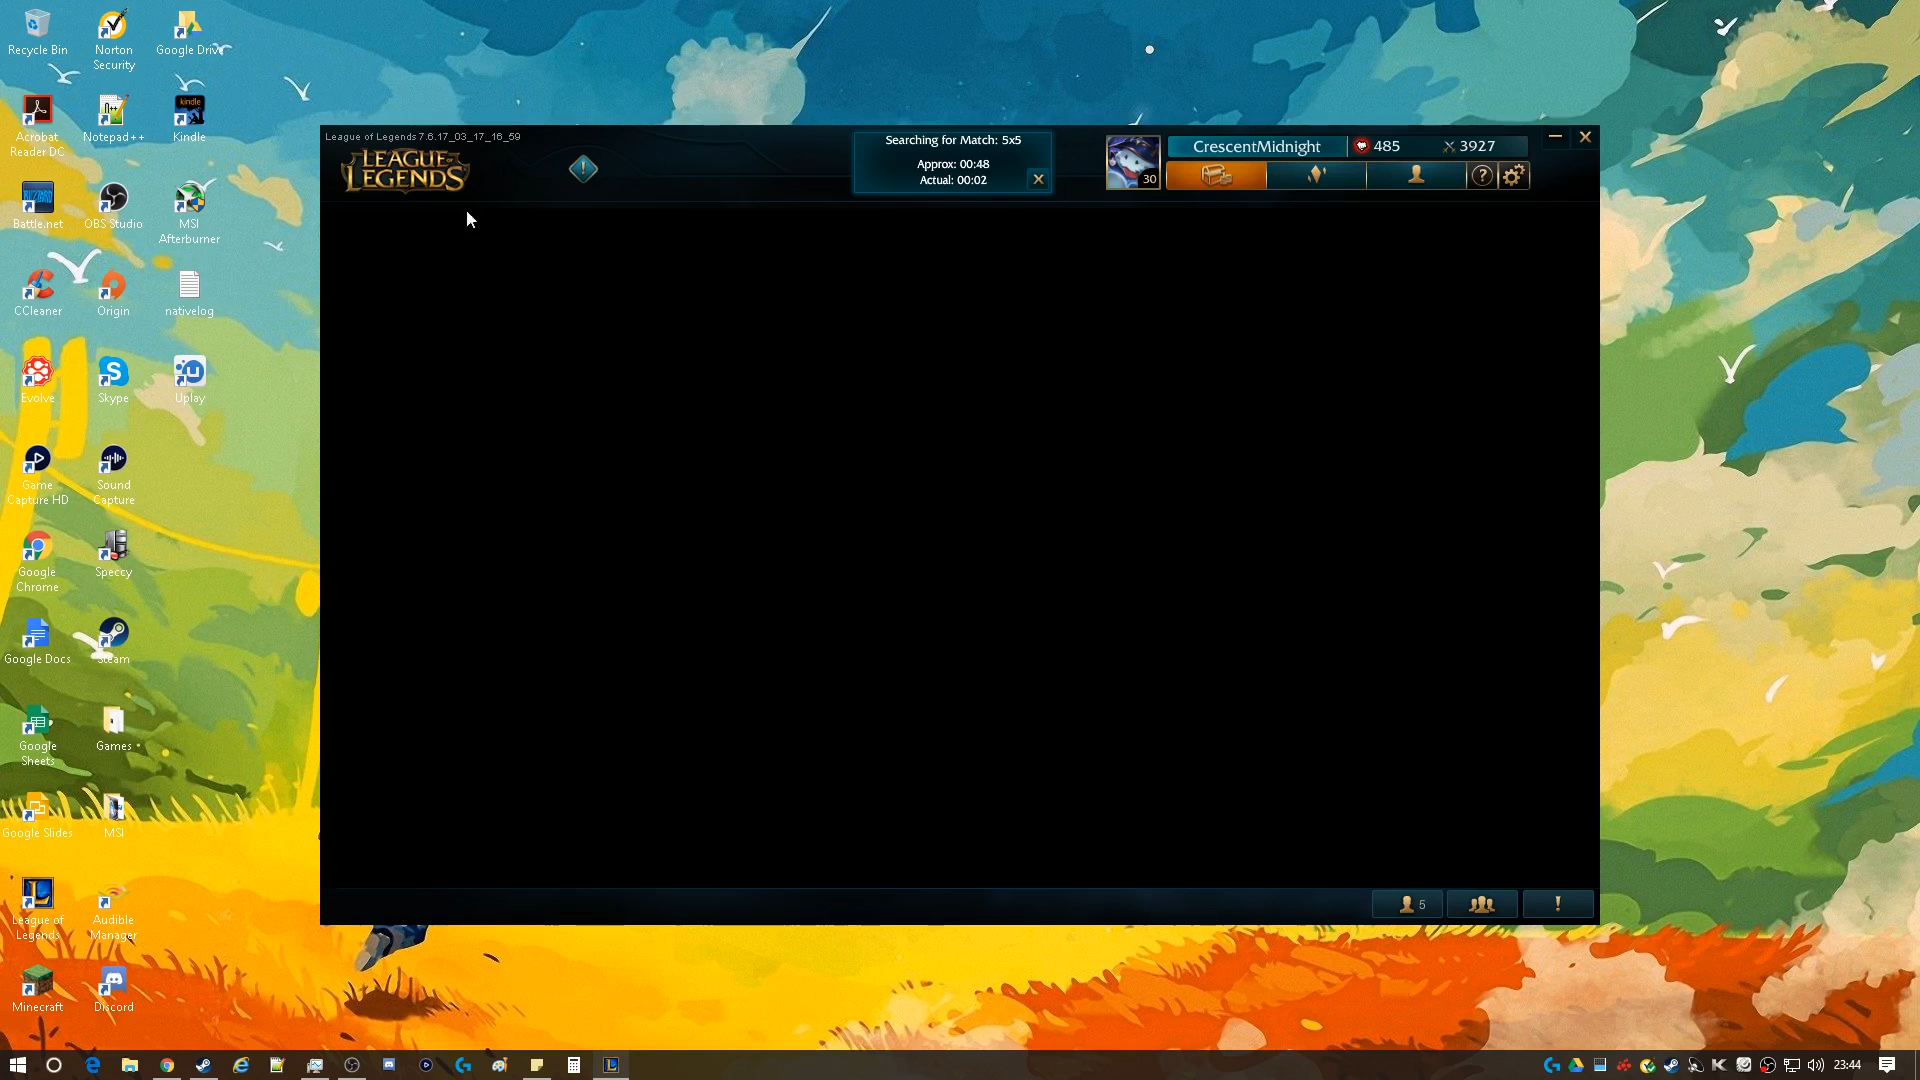 Recycle Bin
Norton
Security
Google Drive
Acrobat
Reader DC
Notepad++
kindle
Kindle
BLIZZARD
Battle.net
OBS Studio
MSI
Afterburner
CCleaner
Origin
nativelog
Evolve
Skype
Uplay
Game
Capture HD
Sound
Capture
Google
Chrome
Speccy
Google Docs
Steam
Google
Sheets
Games
Google Slides
MSI
League of
Legends
Audible
Manager
Minecraft
Discord
League of Legends 7.6.17_03_17_16_59
LEAGUE OF
LEGENDS
Searching for Match: 5x5
Approx: 00:48
Actual: 00:02
X
30
CrescentMidnight
485
3927
?
5
!
23:44